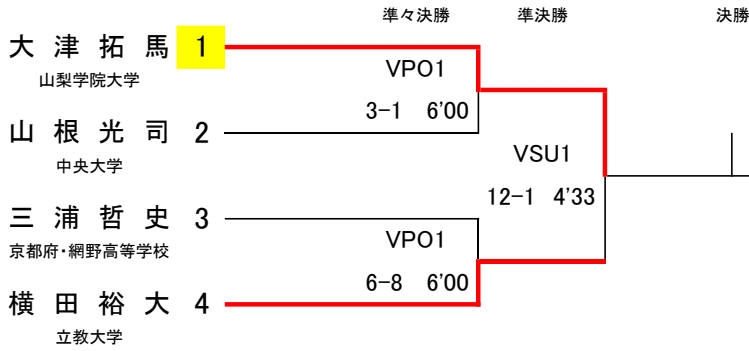 準々決勝 準決勝 決勝
大津拓馬 1
山梨学院大学
VPO1
3-1 6'00
山根光司 2
中央大学
VSU1
12-1 4'33
三浦哲史 3
京都府・網野高等学校
VPO1
6-8 6'00
横田裕大 4
立教大学